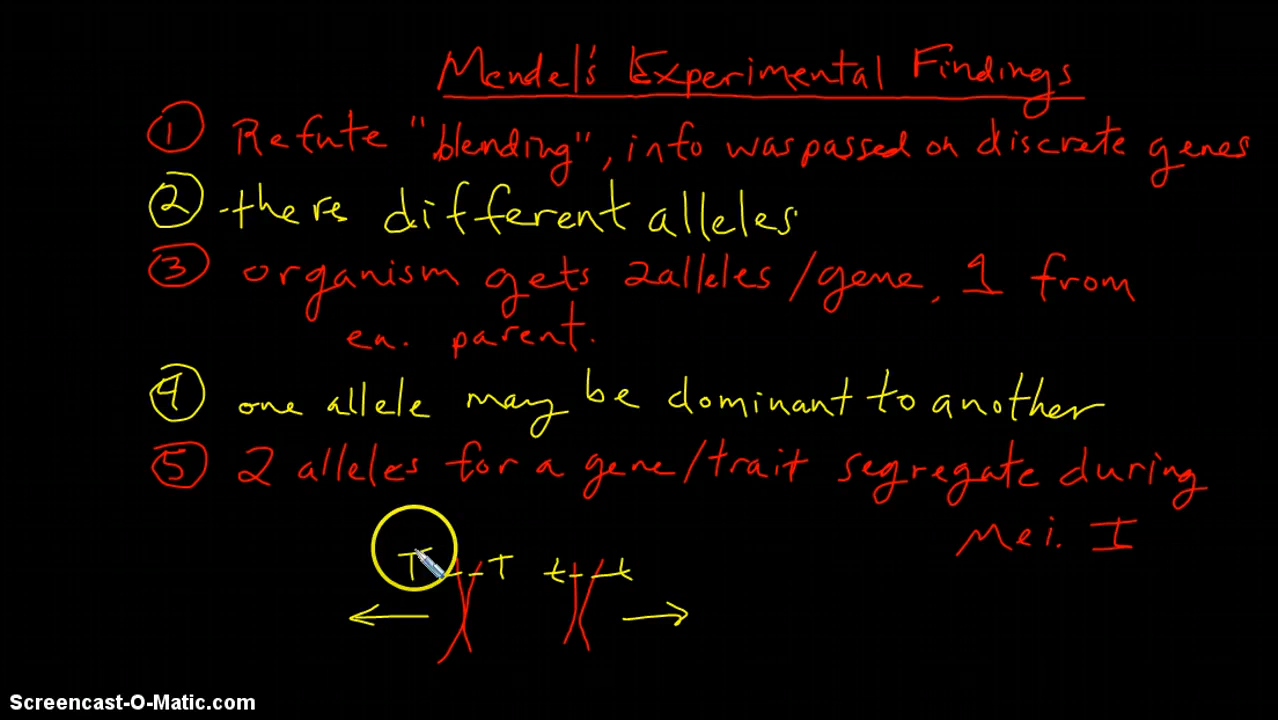 Mendel's Experimental Findings
① Refute "blending", info was passed on discrete genes
② there's different alleles
③ organism gets 2 alleles/gene, 1 from
ea. parent.
④ one allele may be dominant to another
⑤ 2 alleles for a gene/trait segregate during
Mei. I
T T t t
Screencast-O-Matic.com